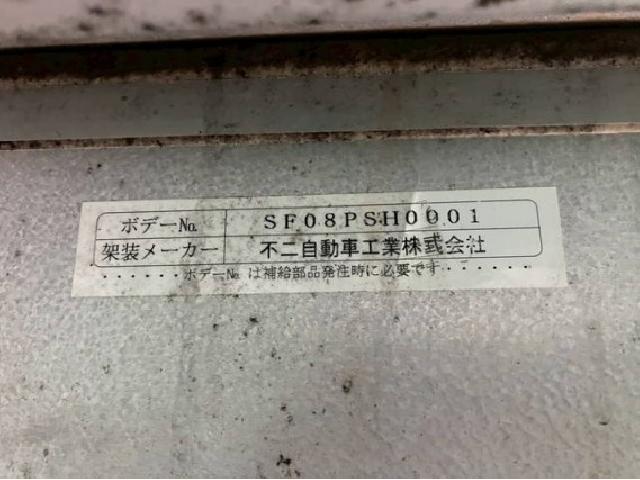 ボデー№ SF08PSH0001
架装メーカー 不二自動車工業株式会社
......ボデー№は補給部品発注時に必要です......